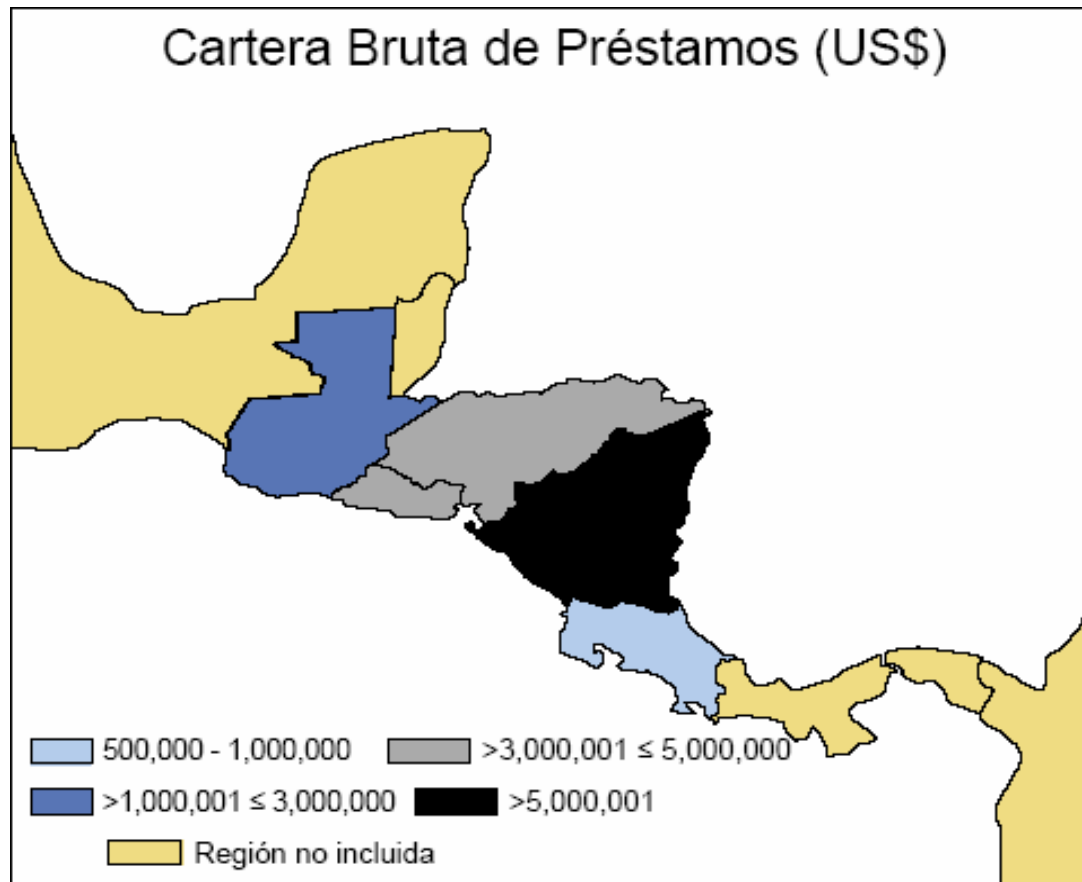 Cartera Bruta de Préstamos (US$)
500,000 - 1,000,000
>3,000,001 ≤ 5,000,000
>1,000,001 ≤ 3,000,000
>5,000,001
Región no incluida